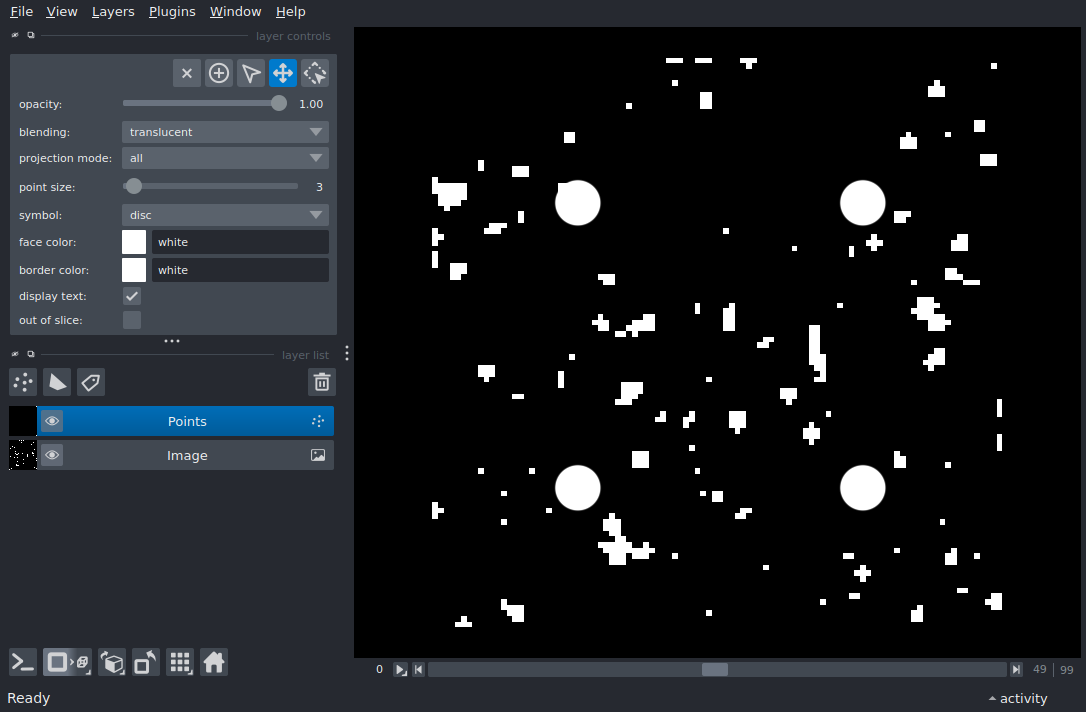 File View Layers Plugins Window Help
layer controls
opacity: 1.00
blending: translucent
projection mode: all
point size: 3
symbol: disc
face color: white
border color: white
display text:
out of slice:
layer list
Points
Image
0 49 99
Ready activity